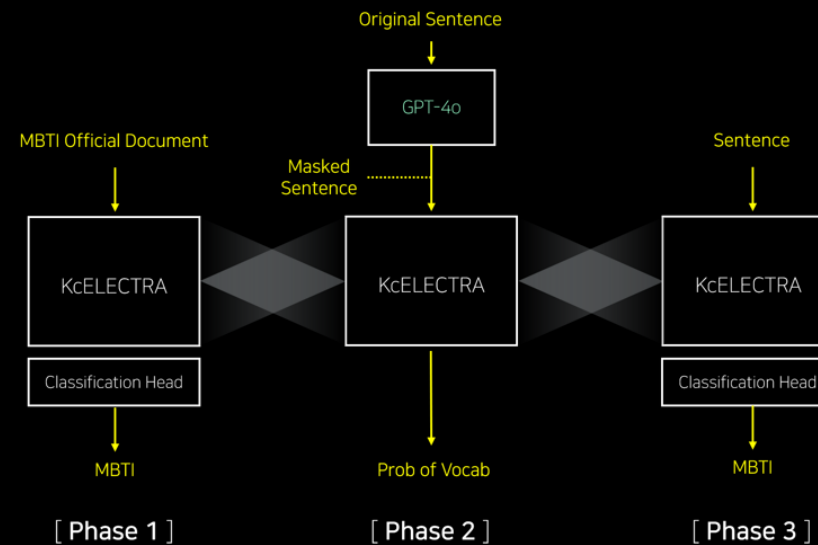 Original Sentence
GPT-4o
MBTI Official Document
Masked
Sentence
Sentence
KcELECTRA
KcELECTRA
KcELECTRA
Classification Head
Classification Head
MBTI
Prob of Vocab
MBTI
[ Phase 1 ]
[ Phase 2 ]
[ Phase 3 ]